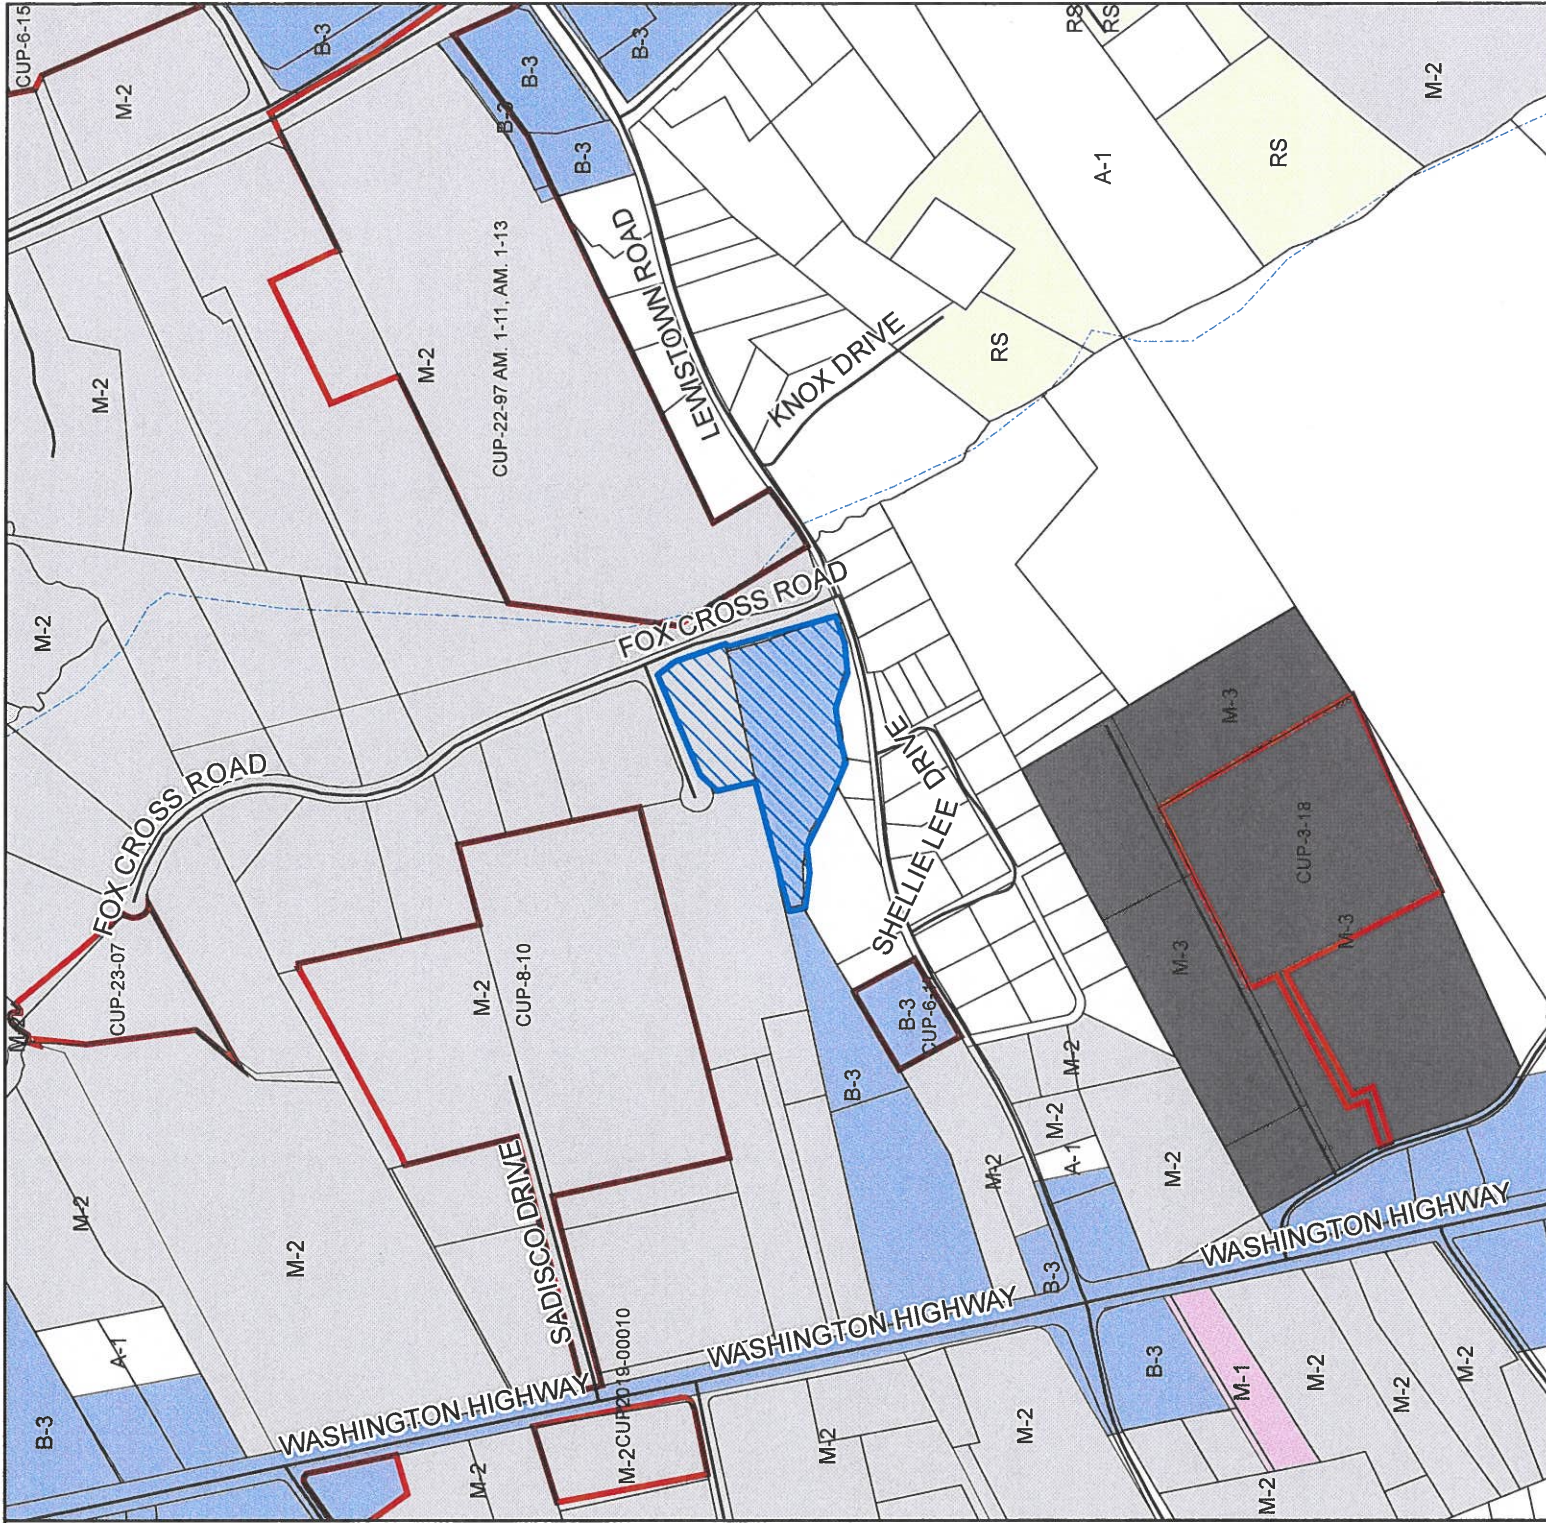 CUP-6-15
M-2
B-3
B-3
B-3
B-3
B-3
M-2
RS
RS
M-2
RS
A-1
M-2
M-2
CUP-22-97 AM. 1-11, AM. 1-13
LEWISTOWN ROAD
KNOX DRIVE
RS
M-2
FOX CROSS ROAD
FOX CROSS ROAD
M-3
SHELLIE LEE DRIVE
CUP-3-18
M-3
M-3
CUP-23-07
M-2
CUP-8-10
B-3
B-3
M-2
M-2
A-1
M-2
M-2
M-2
M-2
SADISCO DRIVE
WASHINGTON HIGHWAY
WASHINGTON HIGHWAY
WASHINGTON HIGHWAY
B-3
A-1
B-3
M-2
M-2
CUP2019-00010
M-2
M-2
B-3
M-1
M-2
M-2
M-2
M-2